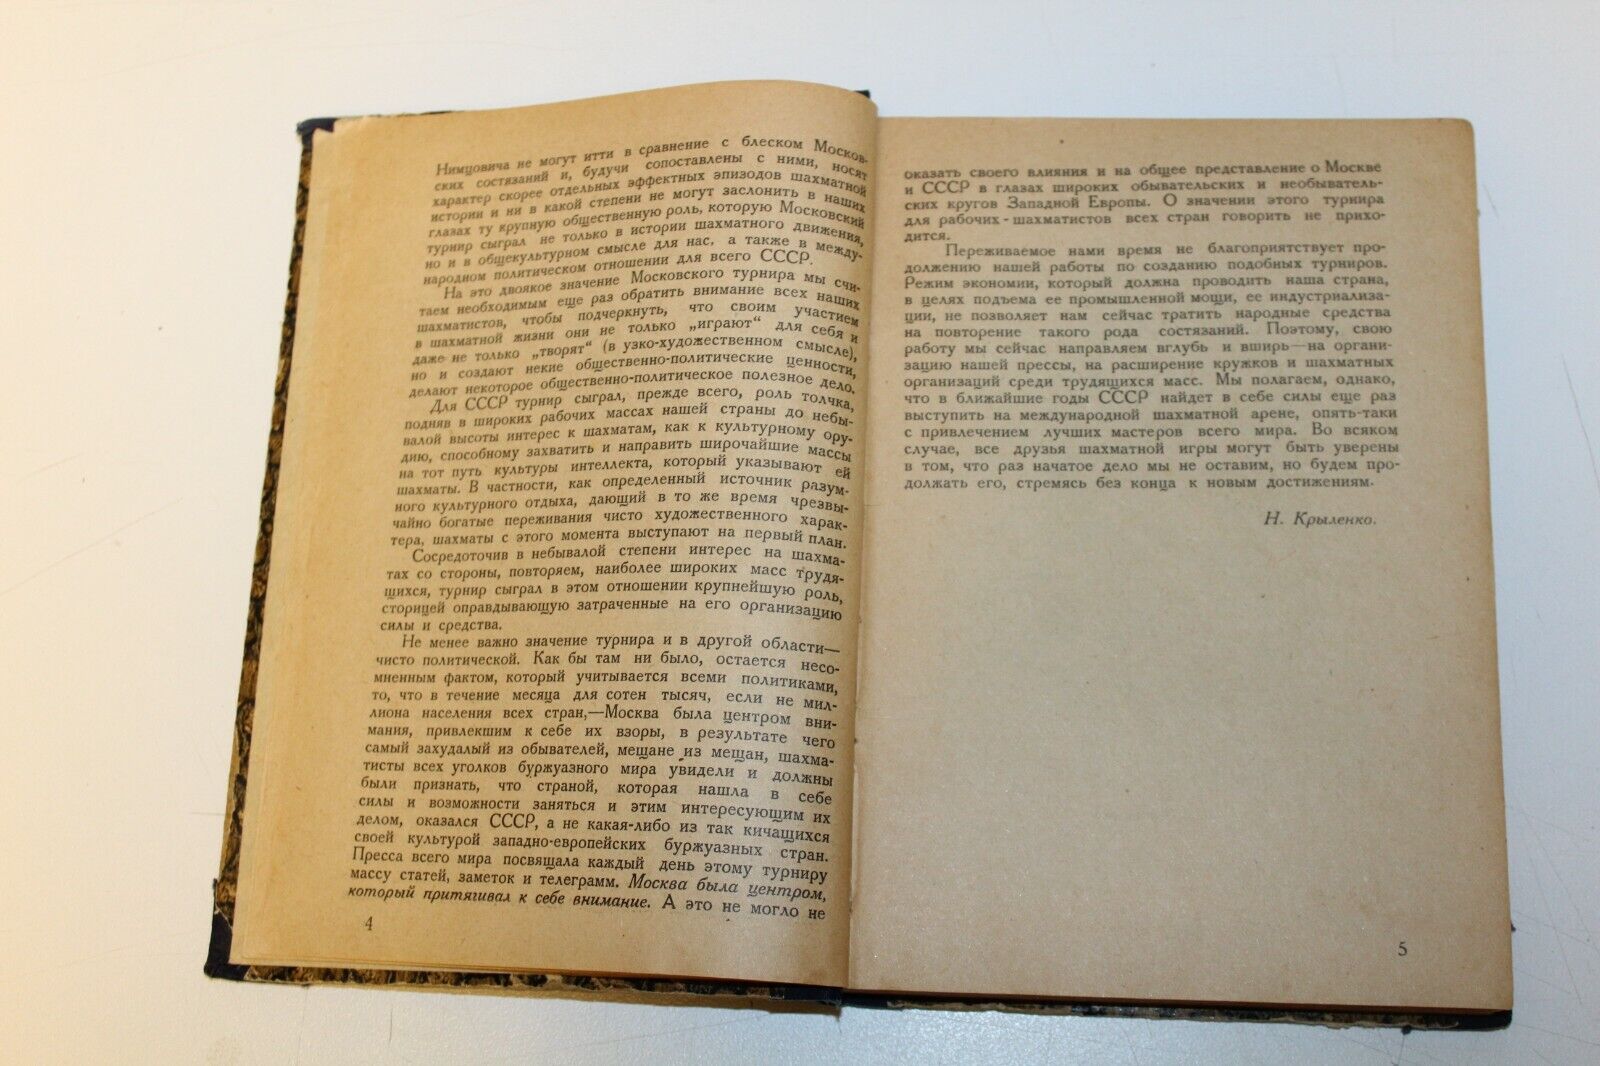 Нимцовича не могут итти в сравнение с блеском Москов-
ских состязаний и, будучи сопоставлены с ними, носят
характер скорее отдельных эффектных эпизодов шахматной
истории и ни в какой степени не могут заслонить в наших
глазах ту крупную общественную роль, которую Московский
турнир сыграл не только в истории шахматного движения,
но и в общекультурном смысле для нас, а также в между-
народном политическом отношении для всего СССР.
На это двоякое значение Московского турнира мы счи-
таем необходимым еще раз обратить внимание всех наших
шахматистов, чтобы подчеркнуть, что своим участием
в шахматной жизни они не только „играют“ для себя и
даже не только „творят“ (в узко-художественном смысле),
но и создают некие общественно-политические ценности,
делают некоторое общественно-политическое полезное дело.
Для СССР турнир сыграл, прежде всего, роль толчка,
подняв в широких рабочих массах нашей страны до небы-
валой высоты интерес к шахматам, как к культурному ору-
дию, способному захватить и направить широчайшие массы
на тот путь культуры интеллекта, который указывают ей
шахматы. В частности, как определенный источник разум-
ного культурного отдыха, дающий в то же время чрезвы-
чайно богатые переживания чисто художественного харак-
тера, шахматы с этого момента выступают на первый план.
Сосредоточив в небывалой степени интерес на шахма-
тах со стороны, повторяем, наиболее широких масс трудя-
щихся, турнир сыграл в этом отношении крупнейшую роль,
сторицей оправдывающую затраченные на его организацию
силы и средства.
Не менее важно значение турнира и в другой области—
чисто политической. Как бы там ни было, остается несо-
мненным фактом, который учитывается всеми политиками,
то, что в течение месяца для сотен тысяч, если не мил-
лиона населения всех стран,—Москва была центром вни-
мания, привлекшим к себе их взоры, в результате чего
самый захудалый из обывателей, мещане из мещан, шахма-
тисты всех уголков буржуазного мира увидели и должны
были признать, что страной, которая нашла в себе
силы и возможности заняться и этим интересующим их
делом, оказался СССР, а не какая-либо из так кичащихся
своей культурой западно-европейских буржуазных стран.
Пресса всего мира посвящала каждый день этому турниру
массу статей, заметок и телеграмм. Москва была центром,
который притягивал к себе внимание. А это не могло не
4
оказать своего влияния и на общее представление о Москве
и СССР в глазах широких обывательских и необыватель-
ских кругов Западной Европы. О значении этого турнира
для рабочих-шахматистов всех стран говорить не прихо-
дится.
Переживаемое нами время не благоприятствует про-
должению нашей работы по созданию подобных турниров.
Режим экономии, который должна проводить наша страна,
в целях подъема ее промышленной мощи, ее индустриализа-
ции, не позволяет нам сейчас тратить народные средства
на повторение такого рода состязаний. Поэтому, свою
работу мы сейчас направляем вглубь и вширь—на органи-
зацию нашей прессы, на расширение кружков и шахматных
организаций среди трудящихся масс. Мы полагаем, однако,
что в ближайшие годы СССР найдет в себе силы еще раз
выступить на международной шахматной арене, опять-таки
с привлечением лучших мастеров всего мира. Во всяком
случае, все друзья шахматной игры могут быть уверены
в том, что раз начатое дело мы не оставим, но будем про-
должать его, стремясь без конца к новым достижениям.
Н. Крыленко.
5